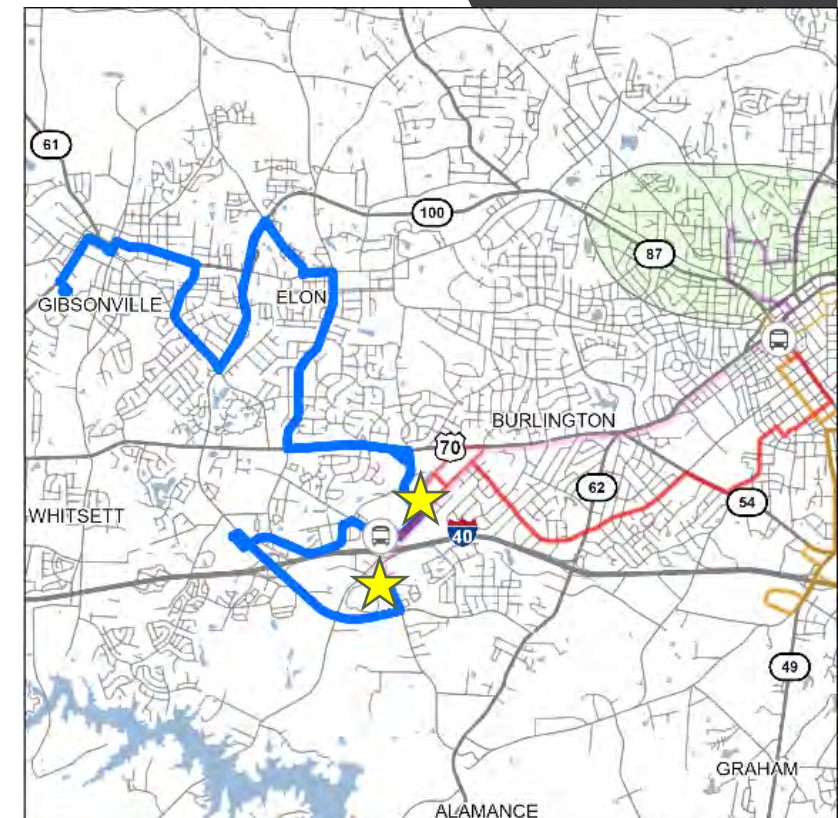 61
100
87
GIBSONVILLE
ELON
BURLINGTON
70
62
54
WHITSETT
40
49
GRAHAM
ALAMANCE